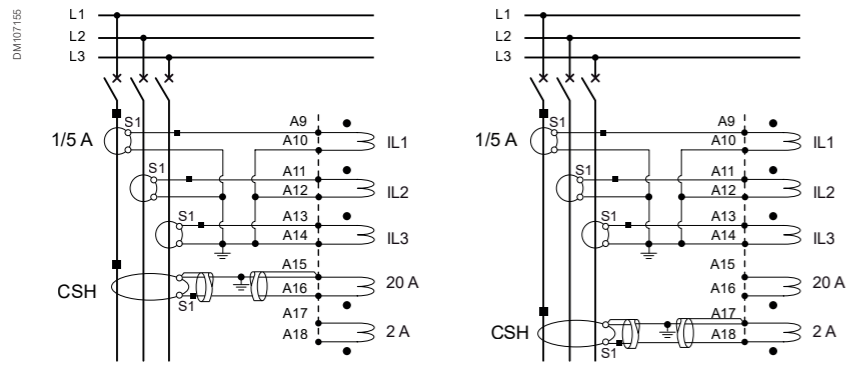 DM107155
L1
L2
L3
S1
A9
1/5 A
A10
IL1
S1
A11
A12
IL2
S1
A13
A14
IL3
A15
20 A
CSH
A16
S1
A17
A18
2 A
L1
L2
L3
S1
A9
1/5 A
A10
IL1
S1
A11
A12
IL2
S1
A13
A14
IL3
A15
20 A
A16
A17
CSH
A18
2 A
S1